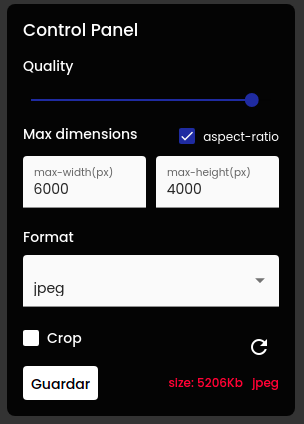 Control Panel
Quality
Max dimensions
aspect-ratio
max-width(px)
max-height(px)
6000
4000
Format
jpeg
Crop
Guardar
size: 5206Kb jpeg